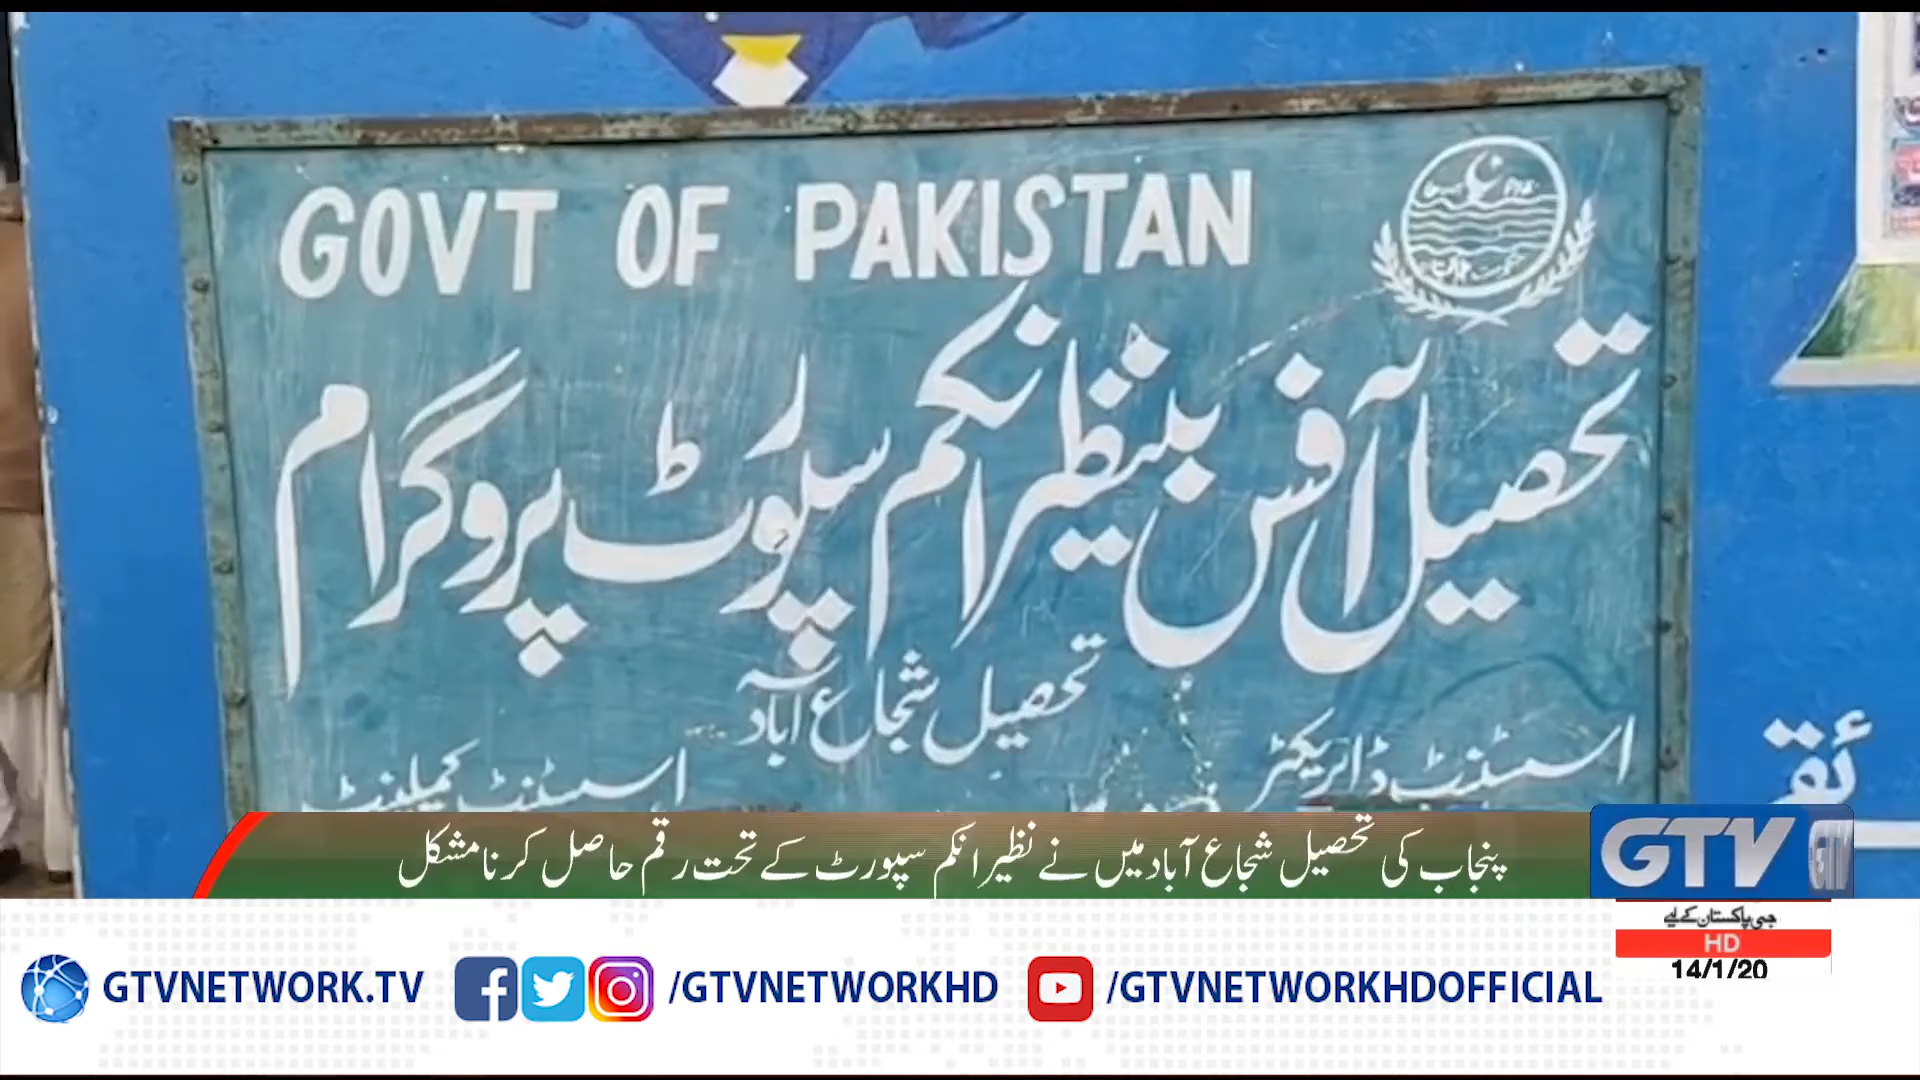 GOVT OF PAKISTAN
تحصیل آفس بینظیر انکم سپورٹ پروگرام
تحصیل شجاع آباد
اسسٹنٹ ڈائریکٹر
اسسٹنٹ کمپلینٹ
پنجاب کی تحصیل شجاع آباد میں بے نظیر انکم سپورٹ کے تحت رقم حاصل کرنا مشکل
GTV
جی پاکستان کے لیے
HD
14/1/20
GTVNETWORK.TV /GTVNETWORKHD /GTVNETWORKHDOFFICIAL